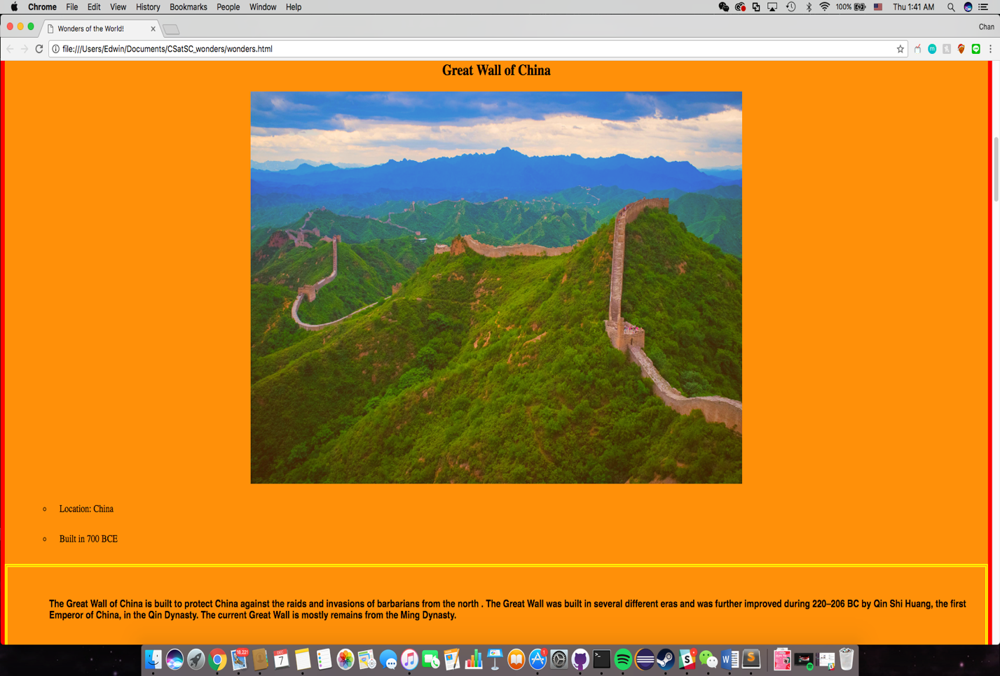 Chrome File Edit View History Bookmarks People Window Help 100% Thu 1:41 AM
Wonders of the World! Chan
file:///Users/Edwin/Documents/CSatSC_wonders/wonders.html
Great Wall of China
Location: China
Built in 700 BCE
The Great Wall of China is built to protect China against the raids and invasions of barbarians from the north . The Great Wall was built in several different eras and was further improved during 220–206 BC by Qin Shi Huang, the first
Emperor of China, in the Qin Dynasty. The current Great Wall is mostly remains from the Ming Dynasty.
18,221 DEC 7 1